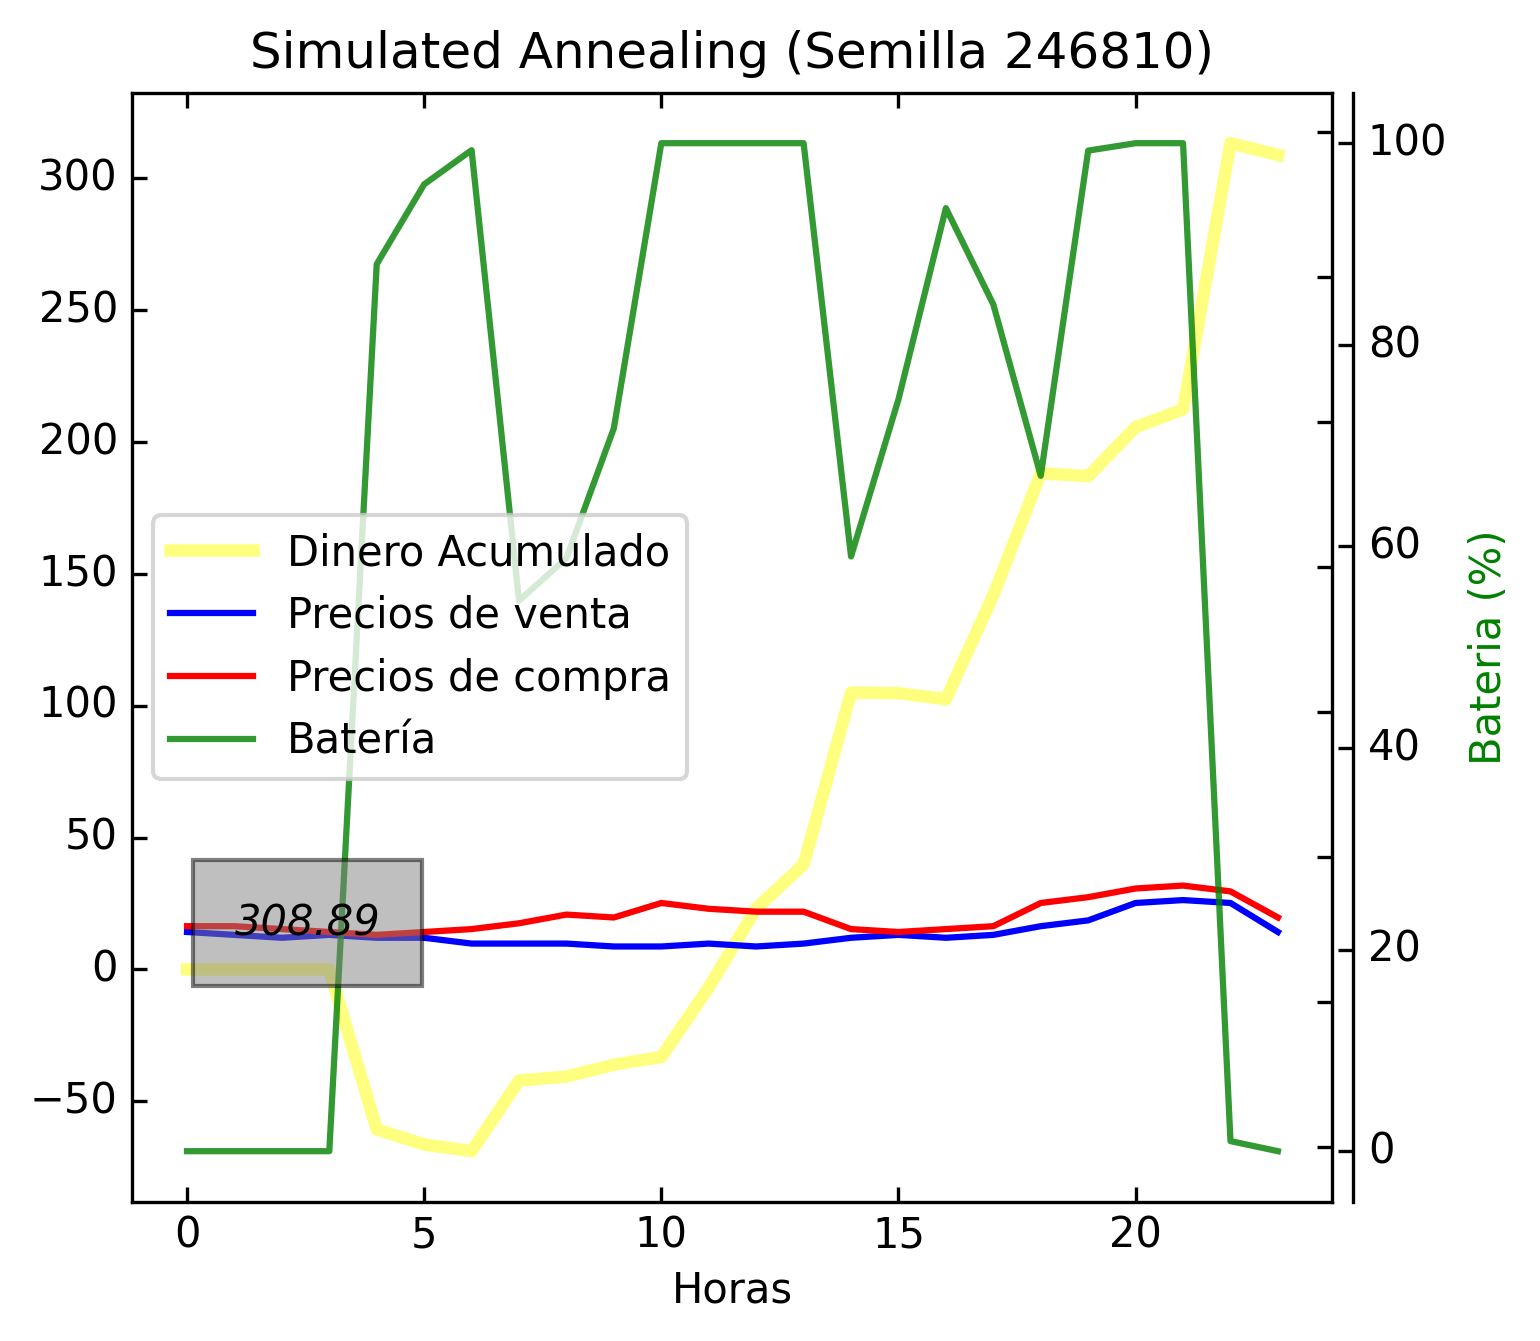 Simulated Annealing (Semilla 246810)
300
250
200
150
100
50
0
−50
Dinero Acumulado
Precios de venta
Precios de compra
Batería
308.89
100
80
60
40
20
0
Bateria (%)
0 5 10 15 20
Horas